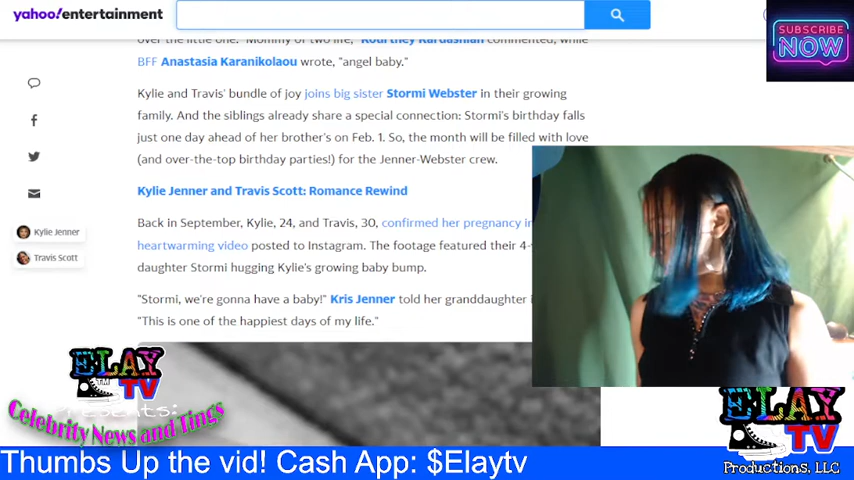 yahoo!entertainment
SUBSCRIBE
NOW
over the little one. "Mommy of two life," Kourtney Kardashian commented, while
BFF Anastasia Karanikolaou wrote, "angel baby."
Kylie and Travis' bundle of joy joins big sister Stormi Webster in their growing
family. And the siblings already share a special connection: Stormi's birthday falls
just one day ahead of her brother's on Feb. 1. So, the month will be filled with love
(and over-the-top birthday parties!) for the Jenner-Webster crew.
Kylie Jenner and Travis Scott: Romance Rewind
Back in September, Kylie, 24, and Travis, 30, confirmed her pregnancy in
heartwarming video posted to Instagram. The footage featured their 4-
daughter Stormi hugging Kylie's growing baby bump.
"Stormi, we're gonna have a baby!" Kris Jenner told her granddaughter
"This is one of the happiest days of my life."
Kylie Jenner
Travis Scott
ELAY
TM
TV
Presents:
Celebrity News and Tings
ELAY
TV
Productions, LLC
Thumbs Up the vid! Cash App: $Elaytv